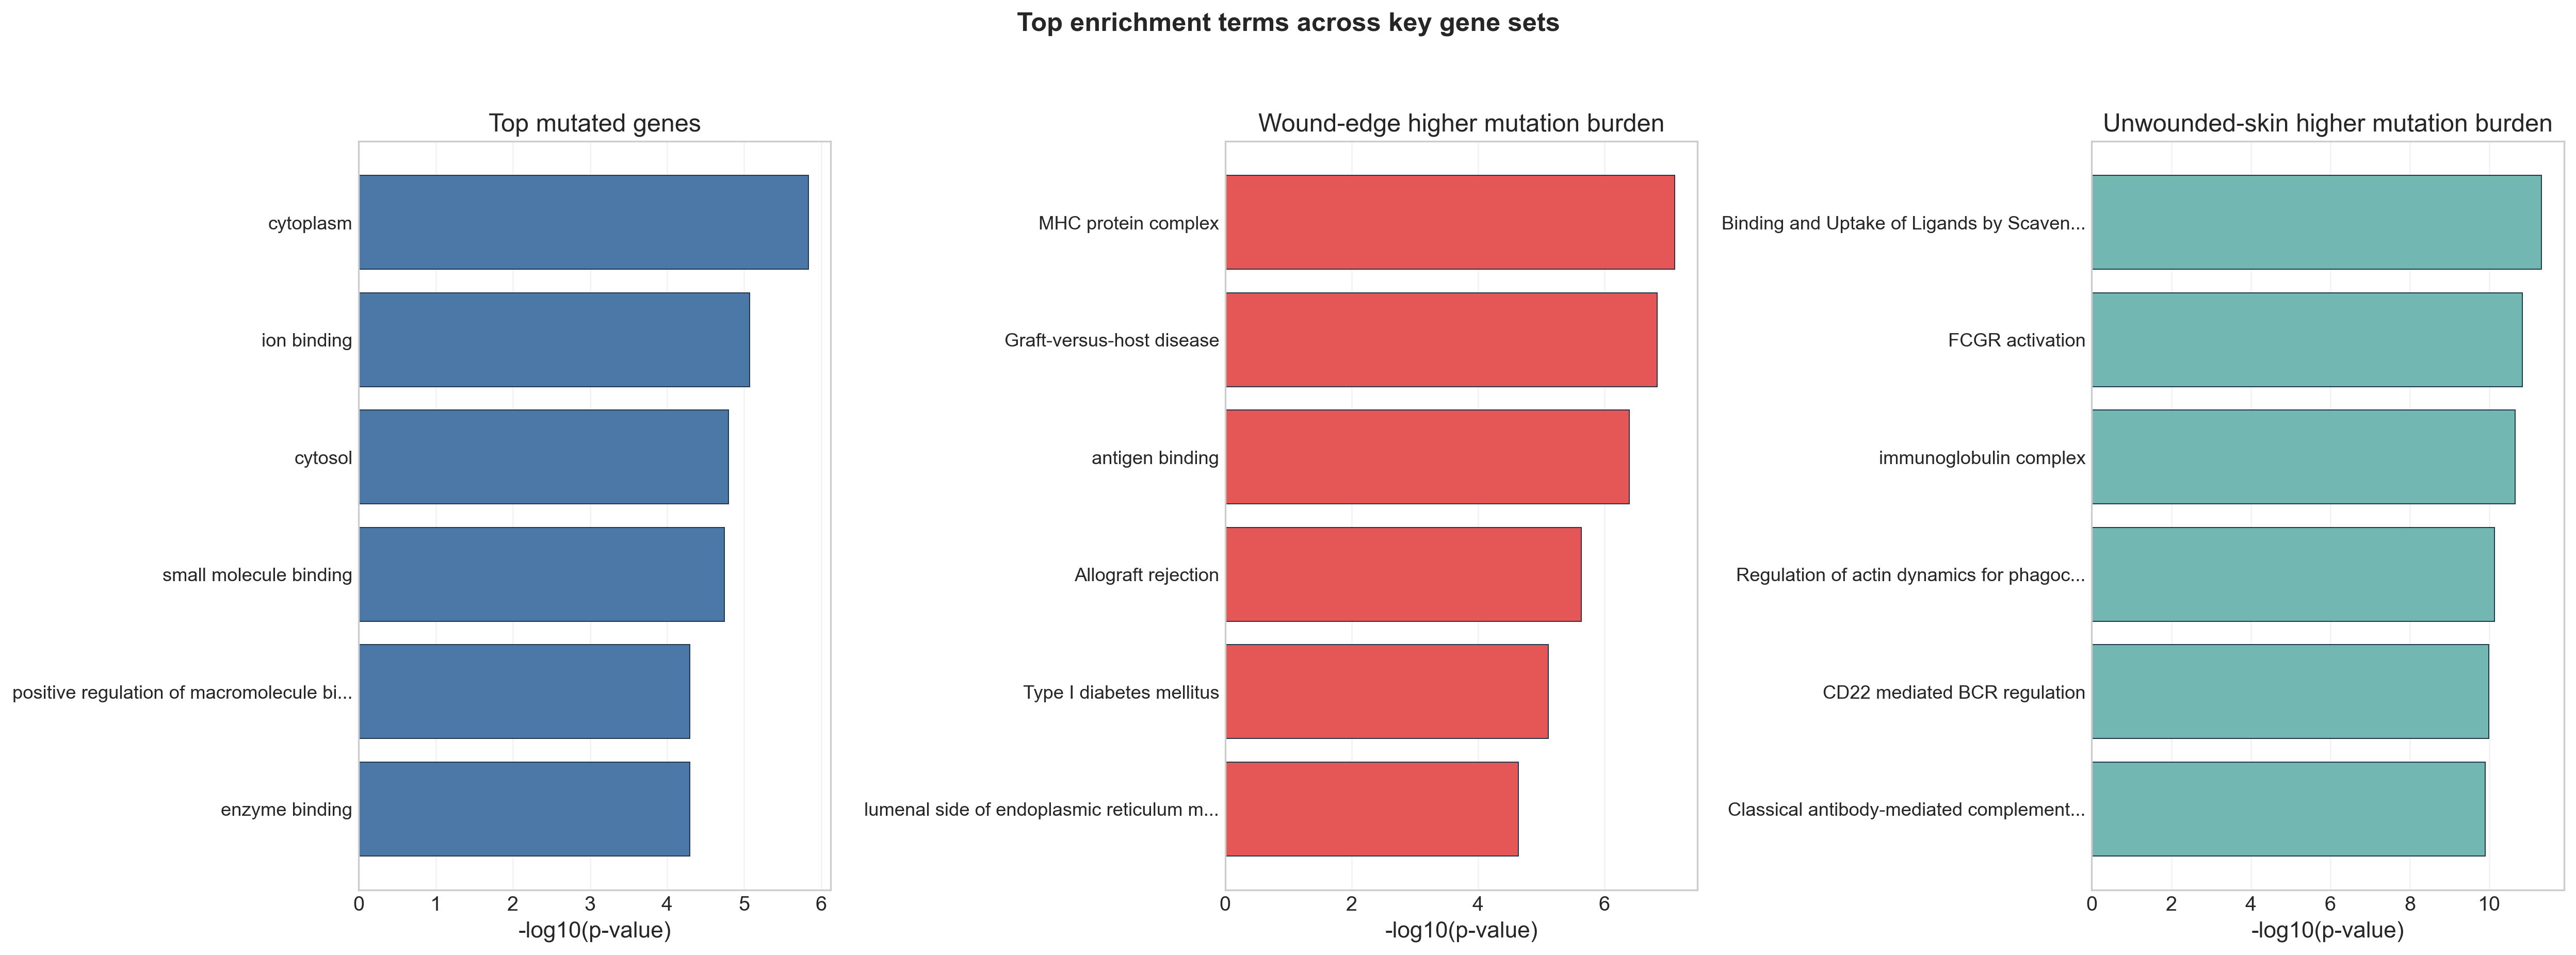 Top enrichment terms across key gene sets
Top mutated genes
cytoplasm
ion binding
cytosol
small molecule binding
positive regulation of macromolecule bi...
enzyme binding
0 1 2 3 4 5 6
-log10(p-value)
Wound-edge higher mutation burden
MHC protein complex
Graft-versus-host disease
antigen binding
Allograft rejection
Type I diabetes mellitus
lumenal side of endoplasmic reticulum m...
0 2 4 6
-log10(p-value)
Unwounded-skin higher mutation burden
Binding and Uptake of Ligands by Scaven...
FCGR activation
immunoglobulin complex
Regulation of actin dynamics for phagoc...
CD22 mediated BCR regulation
Classical antibody-mediated complement...
0 2 4 6 8 10
-log10(p-value)